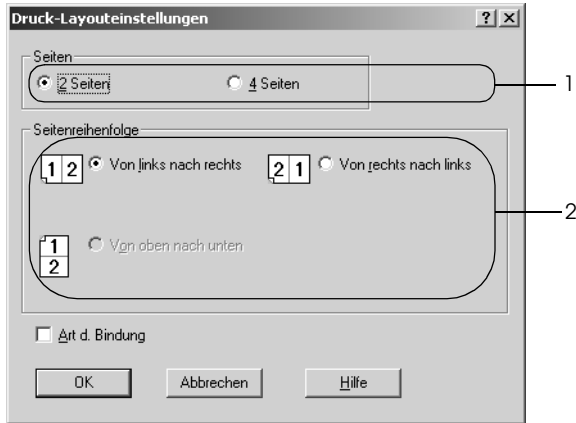 Druck-Layouteinstellungen
Seiten
2 Seiten 4 Seiten
1
Seitenreihenfolge
1 2 Von links nach rechts 2 1 Von rechts nach links
2
1 Von oben nach unten
2
Art d. Bindung
OK Abbrechen Hilfe